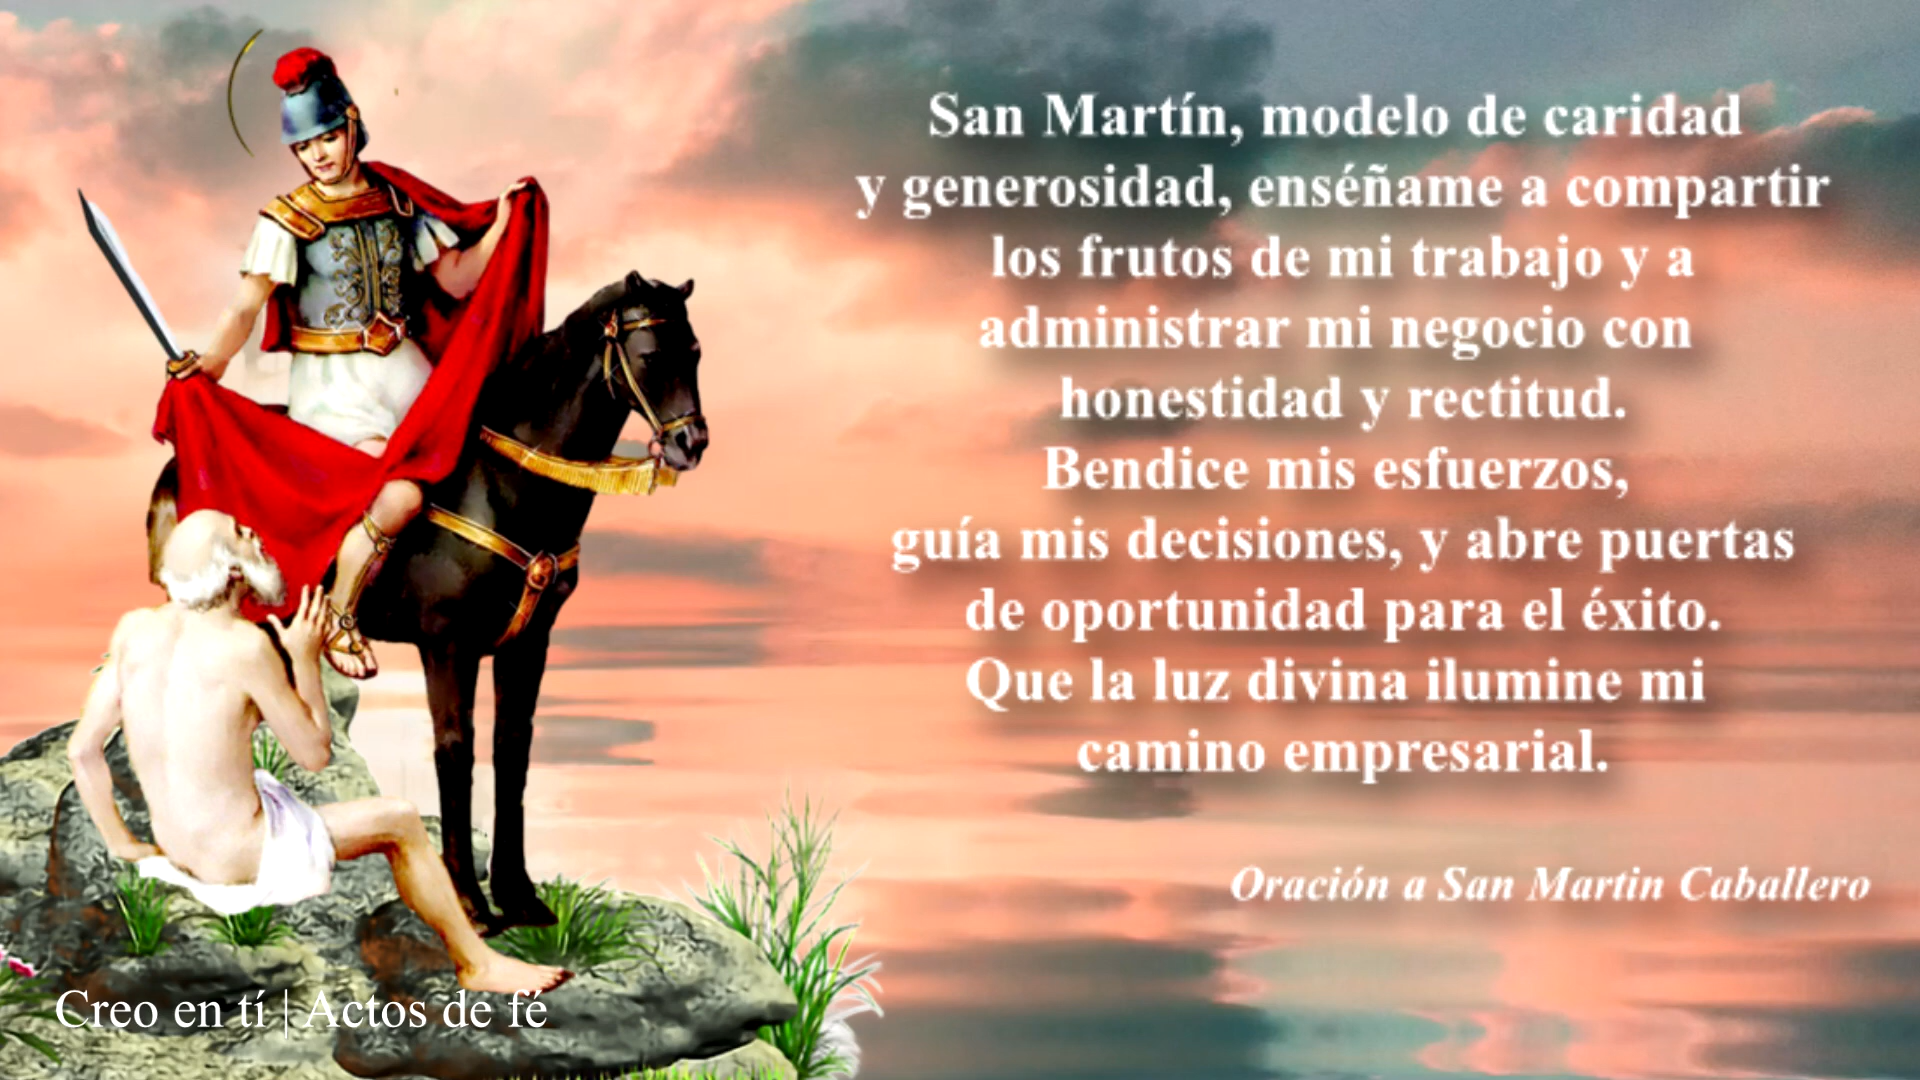 San Martín, modelo de caridad
y generosidad, enséñame a compartir
los frutos de mi trabajo y a
administrar mi negocio con
honestidad y rectitud.
Bendice mis esfuerzos,
guía mis decisiones, y abre puertas
de oportunidad para el éxito.
Que la luz divina ilumine mi
camino empresarial.
Oración a San Martin Caballero
Creo en tí | Actos de fé